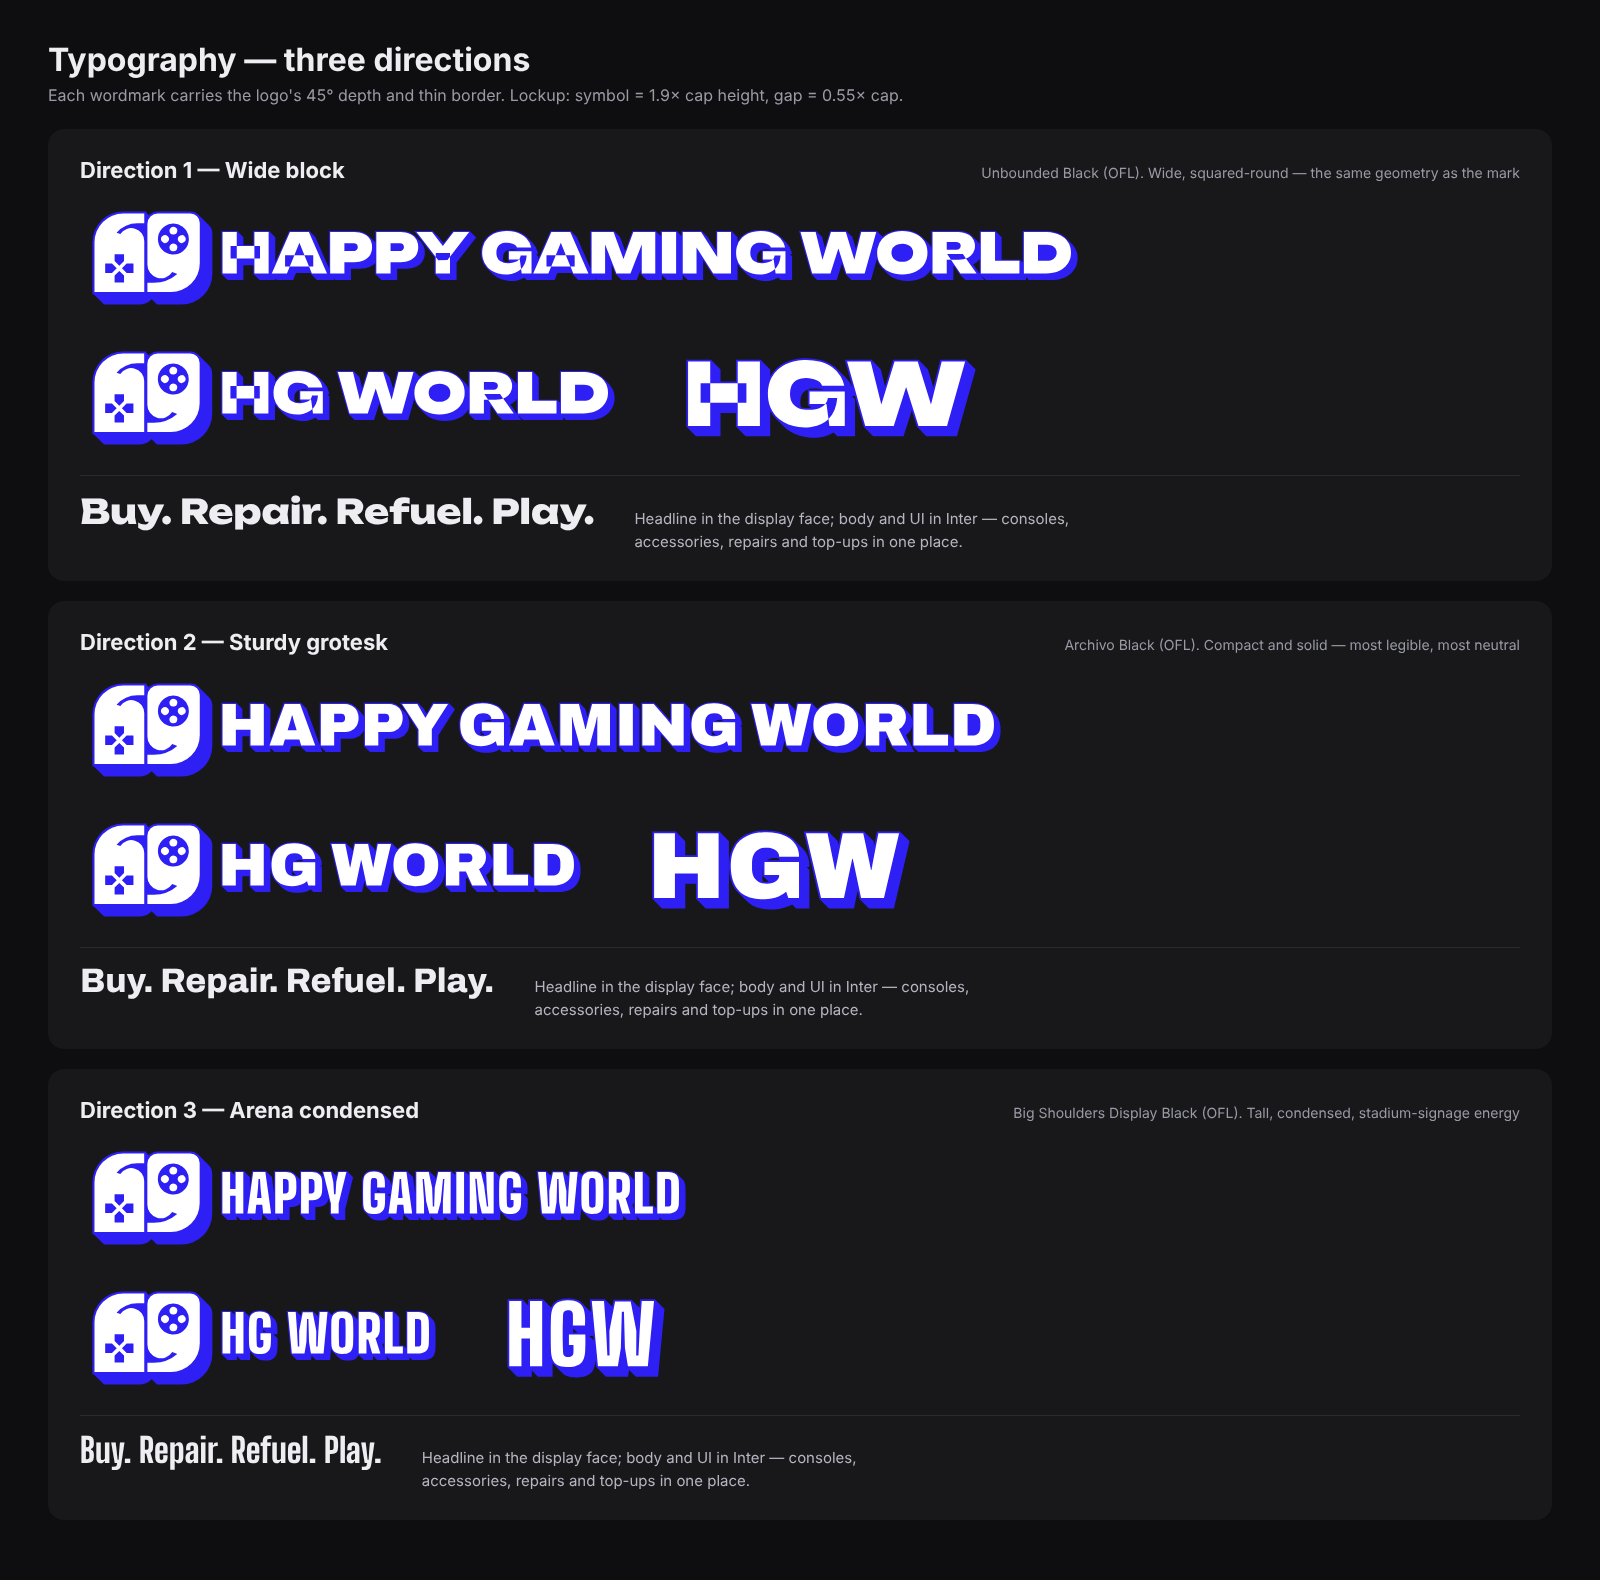 Typography — three directions
Each wordmark carries the logo's 45° depth and thin border. Lockup: symbol = 1.9× cap height, gap = 0.55× cap.
Direction 1 — Wide block
Unbounded Black (OFL). Wide, squared-round — the same geometry as the mark
HAPPY GAMING WORLD
HG WORLD
HGW
Buy. Repair. Refuel. Play.
Headline in the display face; body and UI in Inter — consoles,
accessories, repairs and top-ups in one place.
Direction 2 — Sturdy grotesk
Archivo Black (OFL). Compact and solid — most legible, most neutral
HAPPY GAMING WORLD
HG WORLD
HGW
Buy. Repair. Refuel. Play.
Headline in the display face; body and UI in Inter — consoles,
accessories, repairs and top-ups in one place.
Direction 3 — Arena condensed
Big Shoulders Display Black (OFL). Tall, condensed, stadium-signage energy
HAPPY GAMING WORLD
HG WORLD
HGW
Buy. Repair. Refuel. Play.
Headline in the display face; body and UI in Inter — consoles,
accessories, repairs and top-ups in one place.